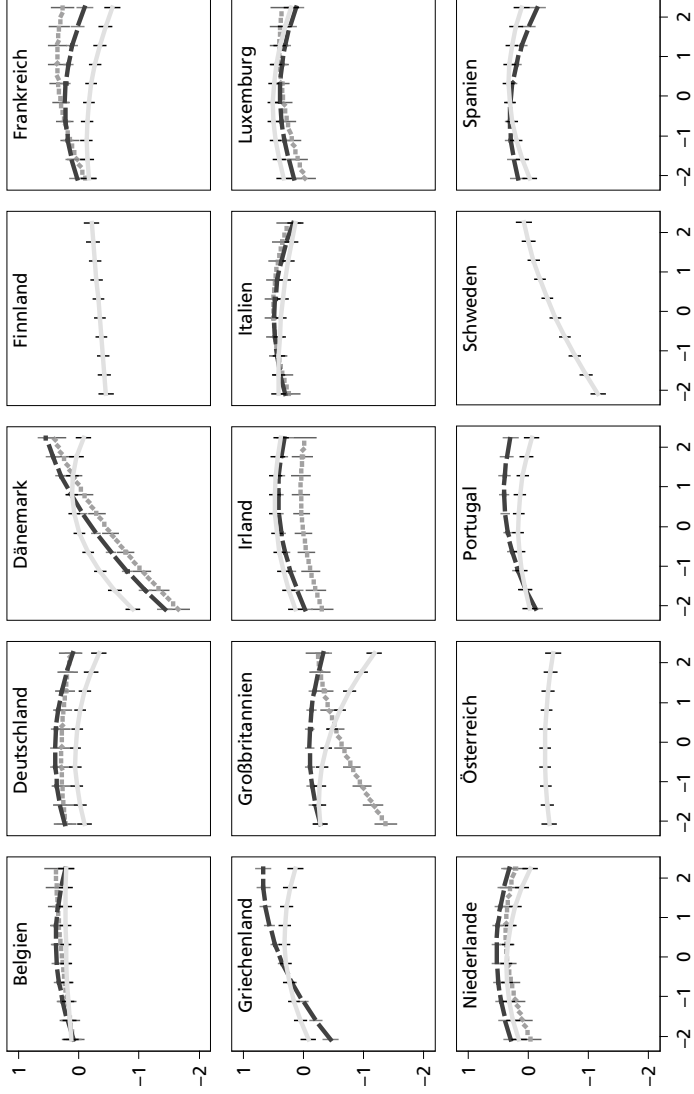 Belgien
Deutschland
Dänemark
Finnland
Frankreich
1
0
−1
−2
Griechenland
Großbritannien
Irland
Italien
Luxemburg
1
0
−1
−2
Niederlande
Österreich
Portugal
Schweden
Spanien
1
0
−1
−2
−2 −1 0 1 2
−2 −1 0 1 2
−2 −1 0 1 2
−2 −1 0 1 2
−2 −1 0 1 2